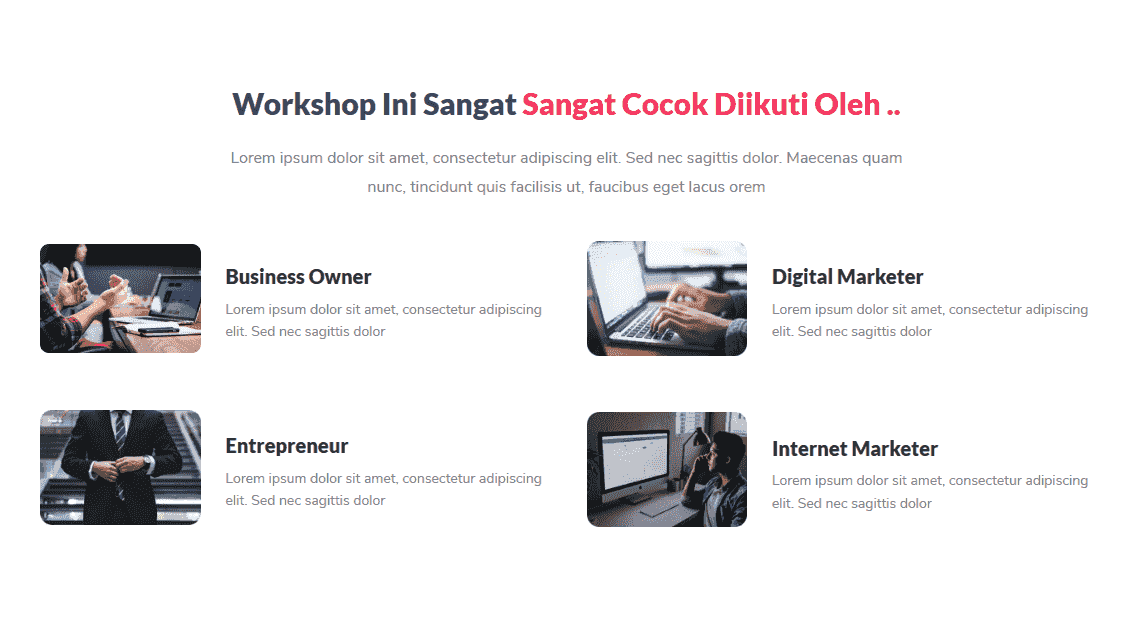 Workshop Ini Sangat Sangat Cocok Diikuti Oleh ..
Lorem ipsum dolor sit amet, consectetur adipiscing elit. Sed nec sagittis dolor. Maecenas quam
nunc, tincidunt quis facilisis ut, faucibus eget lacus orem
Business Owner
Lorem ipsum dolor sit amet, consectetur adipiscing
elit. Sed nec sagittis dolor
Digital Marketer
Lorem ipsum dolor sit amet, consectetur adipiscing
elit. Sed nec sagittis dolor
Entrepreneur
Lorem ipsum dolor sit amet, consectetur adipiscing
elit. Sed nec sagittis dolor
Internet Marketer
Lorem ipsum dolor sit amet, consectetur adipiscing
elit. Sed nec sagittis dolor